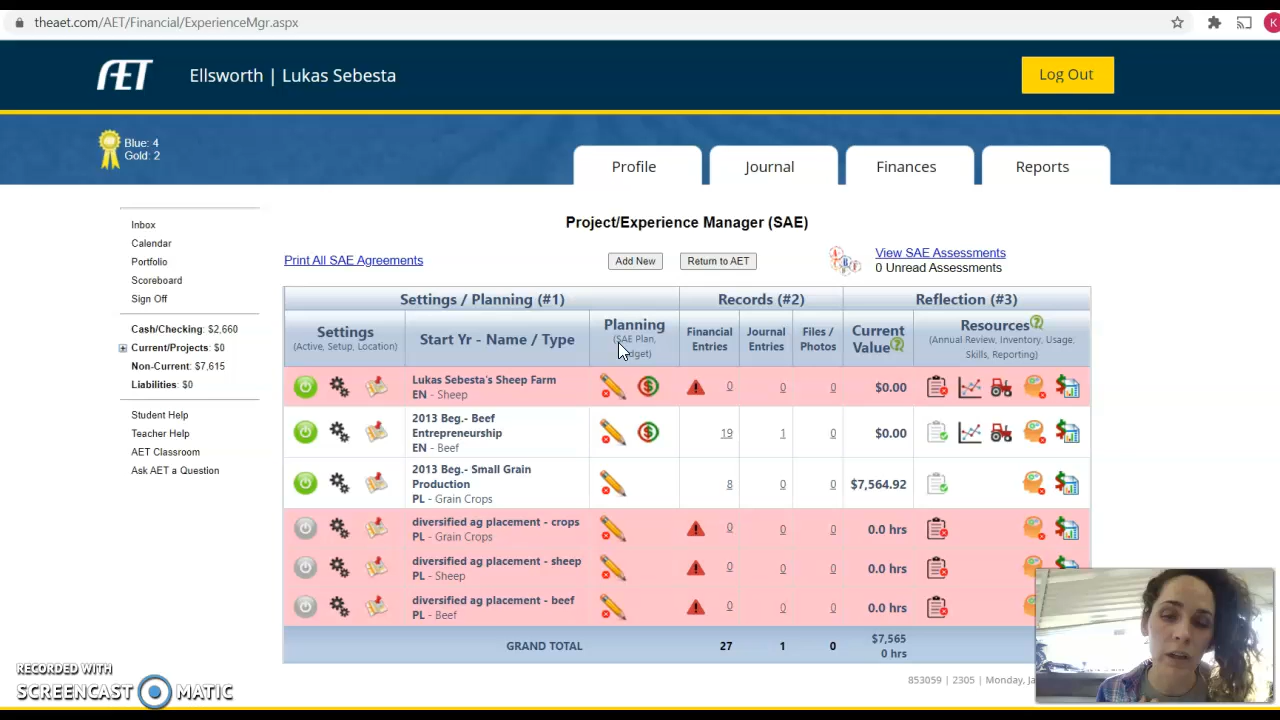 theaet.com/AET/Financial/ExperienceMgr.aspx
K
AET
Ellsworth | Lukas Sebesta
Log Out
Blue: 4
Gold: 2
Profile
Journal
Finances
Reports
Inbox
Calendar
Portfolio
Scoreboard
Sign Off
Cash/Checking: $2,660
Current/Projects: $0
Non-Current: $7,615
Liabilities: $0
Student Help
Teacher Help
AET Classroom
Ask AET a Question
Project/Experience Manager (SAE)
Print All SAE Agreements
Add New
Return to AET
View SAE Assessments
0 Unread Assessments
Settings / Planning (#1)
Records (#2)
Reflection (#3)
Settings
(Active, Setup, Location)
Start Yr - Name / Type
Planning
(SAE Plan,
Financial
Entries
Journal
Entries
Files /
Photos
Current
Value
Resources
(Annual Review, Inventory, Usage,
Skills, Reporting)
Lukas Sebesta's Sheep Farm
EN - Sheep
0
0
0
$0.00
2013 Beg.- Beef
Entrepreneurship
EN - Beef
19
1
0
$0.00
2013 Beg.- Small Grain
Production
PL - Grain Crops
8
0
0
$7,564.92
diversified ag placement - crops
PL - Grain Crops
0
0
0
0.0 hrs
diversified ag placement - sheep
PL - Sheep
0
0
0
0.0 hrs
diversified ag placement - beef
PL - Beef
0
0
0
0.0 hrs
GRAND TOTAL
27
1
0
$7,565
0 hrs
853059 | 2305 | Monday,
RECORDED WITH
SCREENCAST MATIC